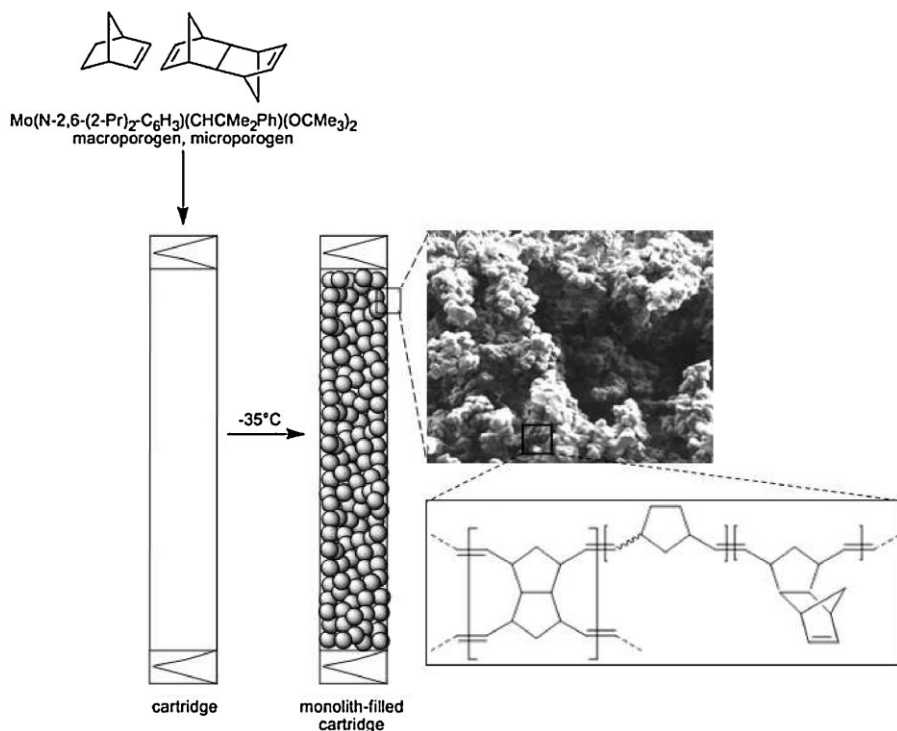 Mo(N-2,6-(2-Pr)₂-C₆H₃)(CHCMe₂Ph)(OCMe₃)₂
macroporogen, microporogen
-35°C
cartridge
monolith-filled
cartridge